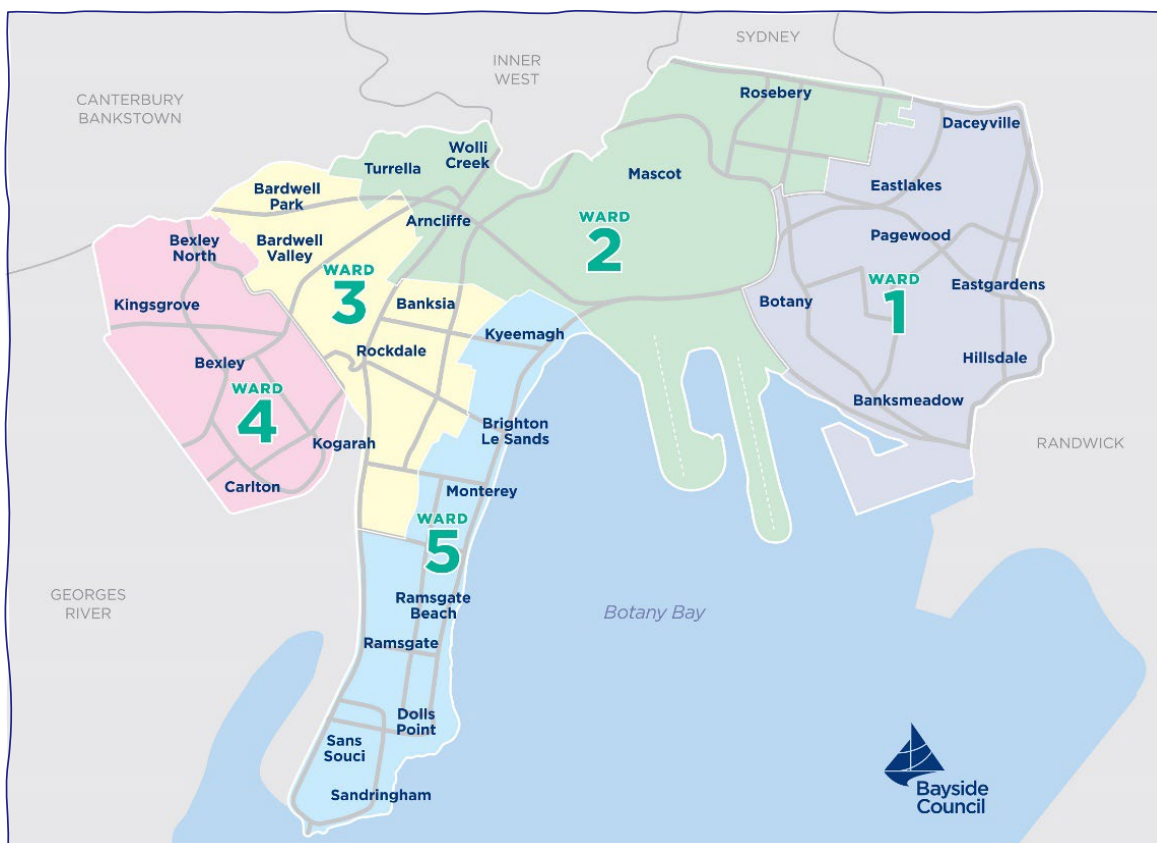 SYDNEY
INNER
WEST
CANTERBURY
BANKSTOWN
Rosebery
Daceyville
Wolli
Creek
Turrella
Mascot
Bardwell
Park
Eastlakes
Arncliffe
Bexley
North
Bardwell
Valley
WARD
2
Pagewood
WARD
3
WARD
1
Eastgardens
Kingsgrove
Banksia
Botany
Kyeemagh
Rockdale
Hillsdale
Bexley
WARD
4
Banksmeadow
Brighton
Le Sands
Kogarah
RANDWICK
Carlton
Monterey
WARD
5
GEORGES
RIVER
Ramsgate
Beach
Botany Bay
Ramsgate
Dolls
Point
Sans
Souci
Sandringham
Bayside
Council